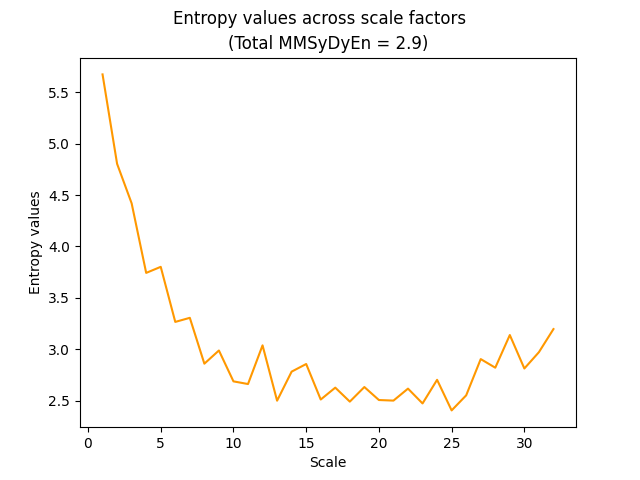 Entropy values across scale factors
(Total MMSyDyEn = 2.9)
Entropy values
5.5
5.0
4.5
4.0
3.5
3.0
2.5
0 5 10 15 20 25 30
Scale